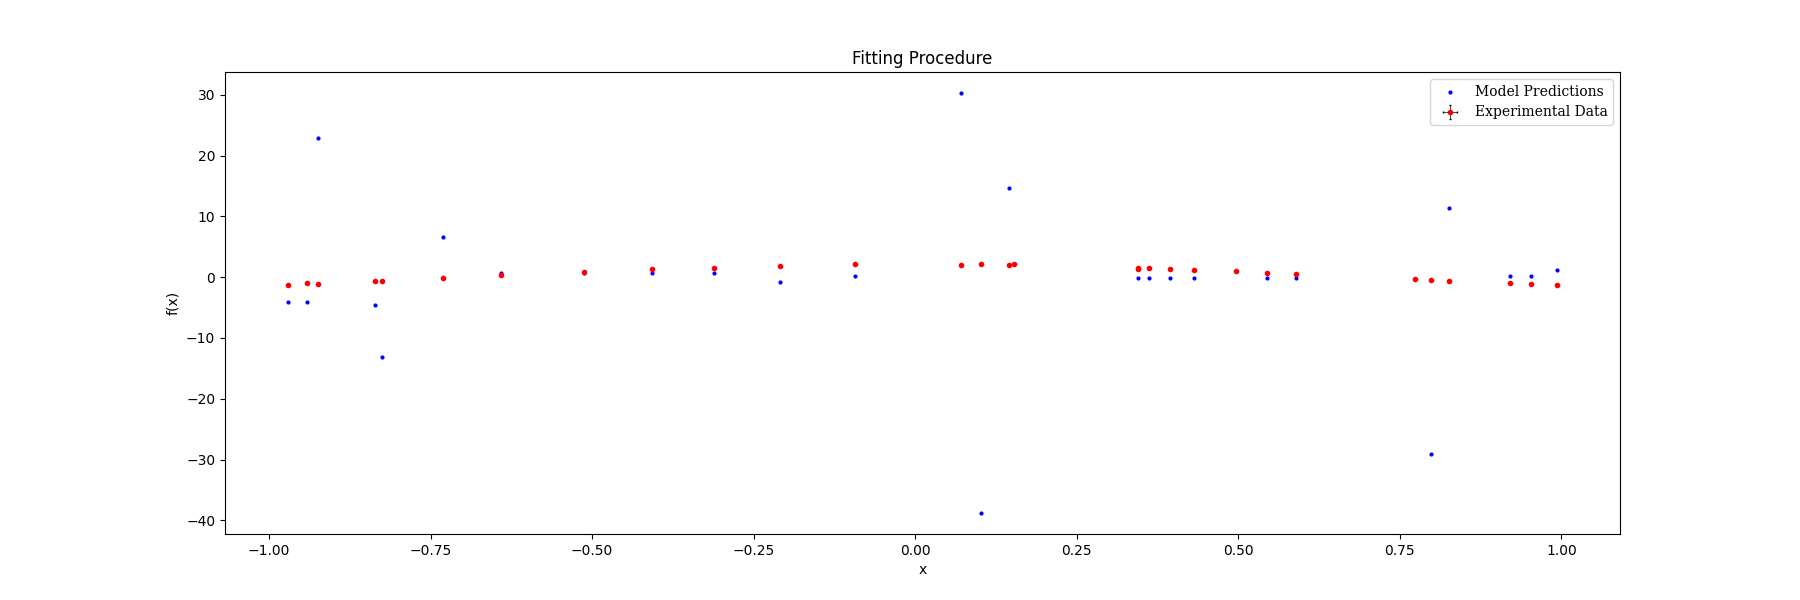 Fitting Procedure
Model Predictions
Experimental Data
f(x)
30
20
10
0
−10
−20
−30
−40
−1.00 −0.75 −0.50 −0.25 0.00 0.25 0.50 0.75 1.00
x